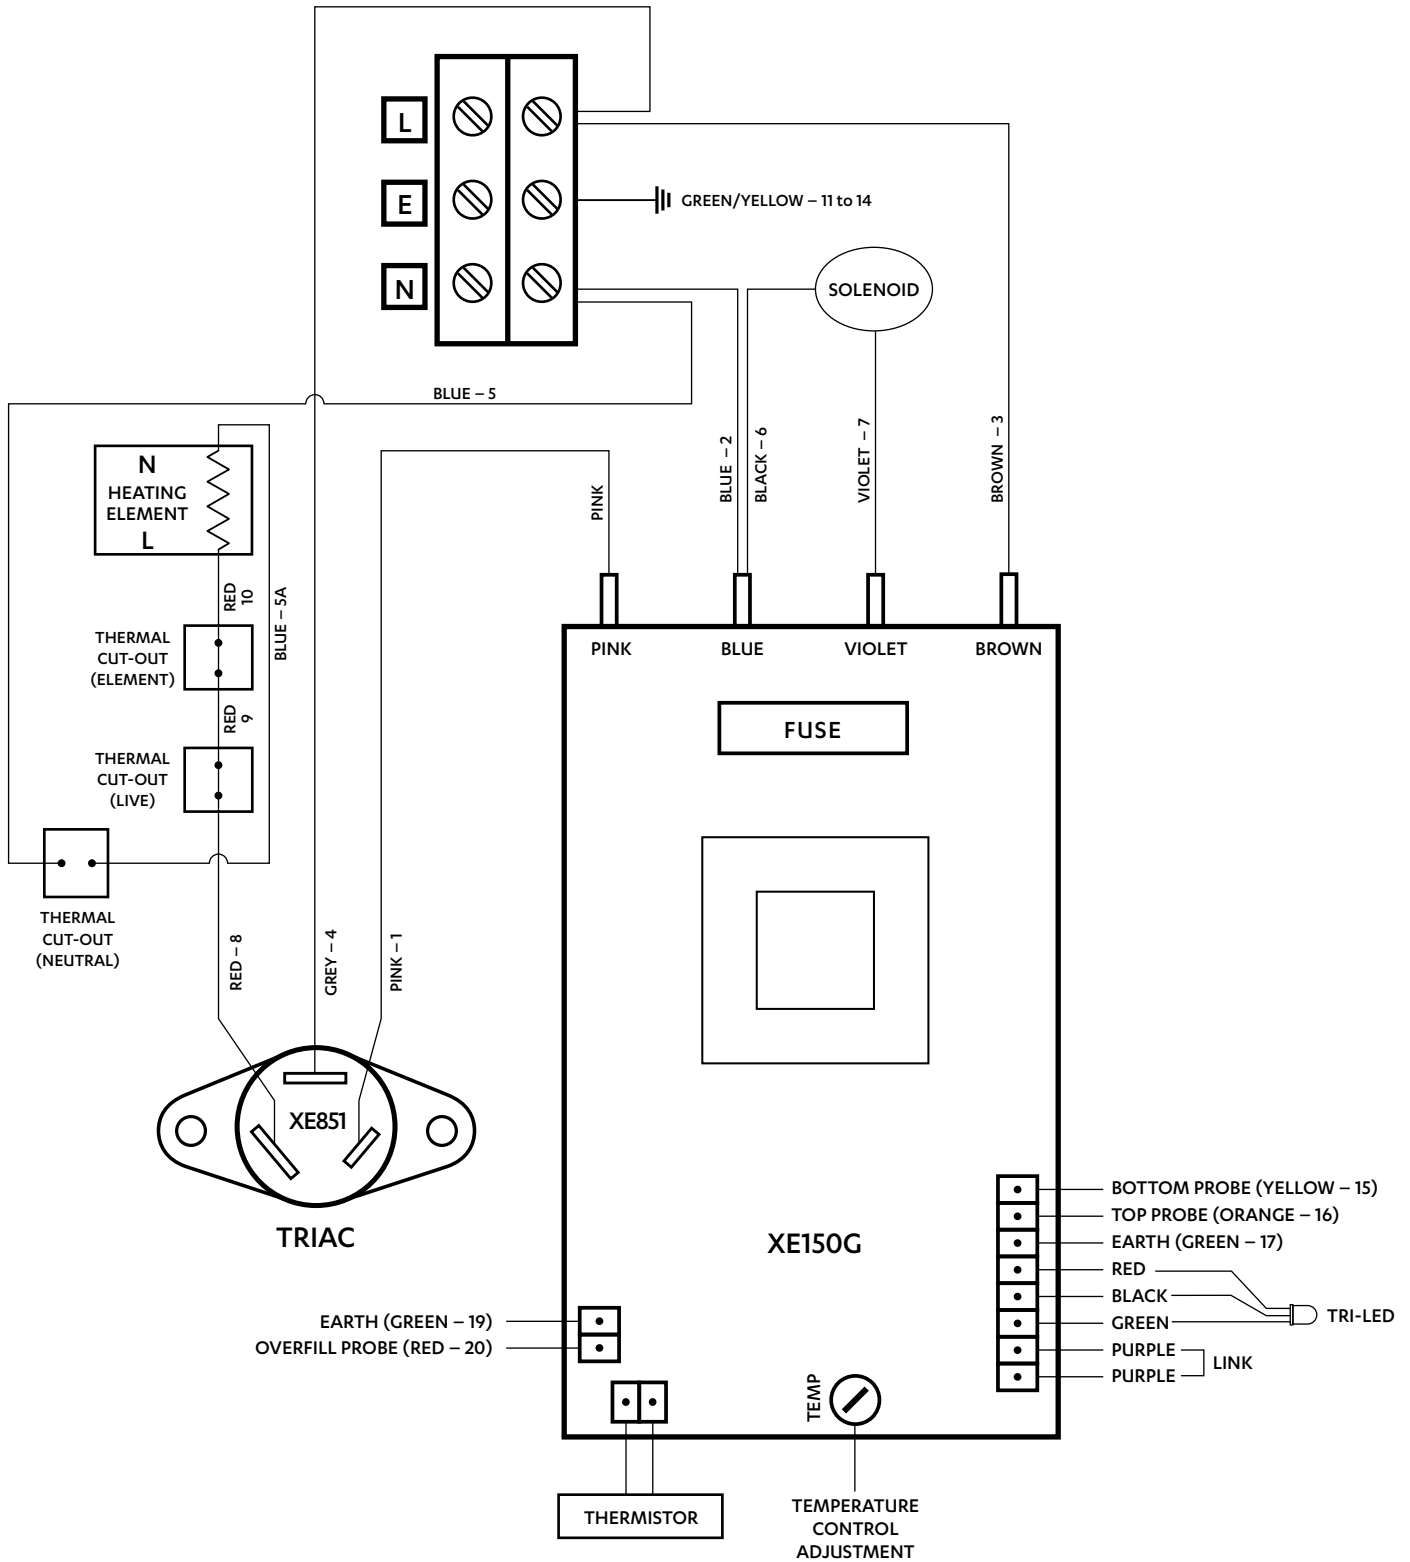 L
E
GREEN/YELLOW – 11 to 14
N
SOLENOID
BLUE – 5
BLUE – 2
BLACK – 6
VIOLET – 7
BROWN – 3
PINK
N
HEATING
ELEMENT
L
RED
10
BLUE – 5A
THERMAL
CUT-OUT
(ELEMENT)
RED
9
THERMAL
CUT-OUT
(LIVE)
THERMAL
CUT-OUT
(NEUTRAL)
RED – 8
GREY – 4
PINK – 1
PINK
BLUE
VIOLET
BROWN
FUSE
XE851
TRIAC
XE150G
BOTTOM PROBE (YELLOW – 15)
TOP PROBE (ORANGE – 16)
EARTH (GREEN – 17)
RED
BLACK
GREEN
TRI-LED
PURPLE
PURPLE
LINK
EARTH (GREEN – 19)
OVERFILL PROBE (RED – 20)
TEMP
THERMISTOR
TEMPERATURE
CONTROL
ADJUSTMENT